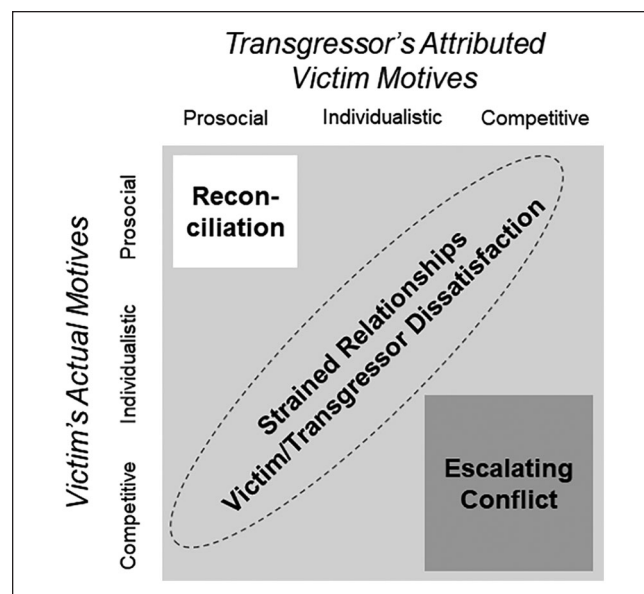 Transgressor's Attributed
Victim Motives
Prosocial Individualistic Competitive
Victim's Actual Motives
Prosocial
Individualistic
Competitive
Recon-
ciliation
Strained Relationships
Victim/Transgressor Dissatisfaction
Escalating
Conflict